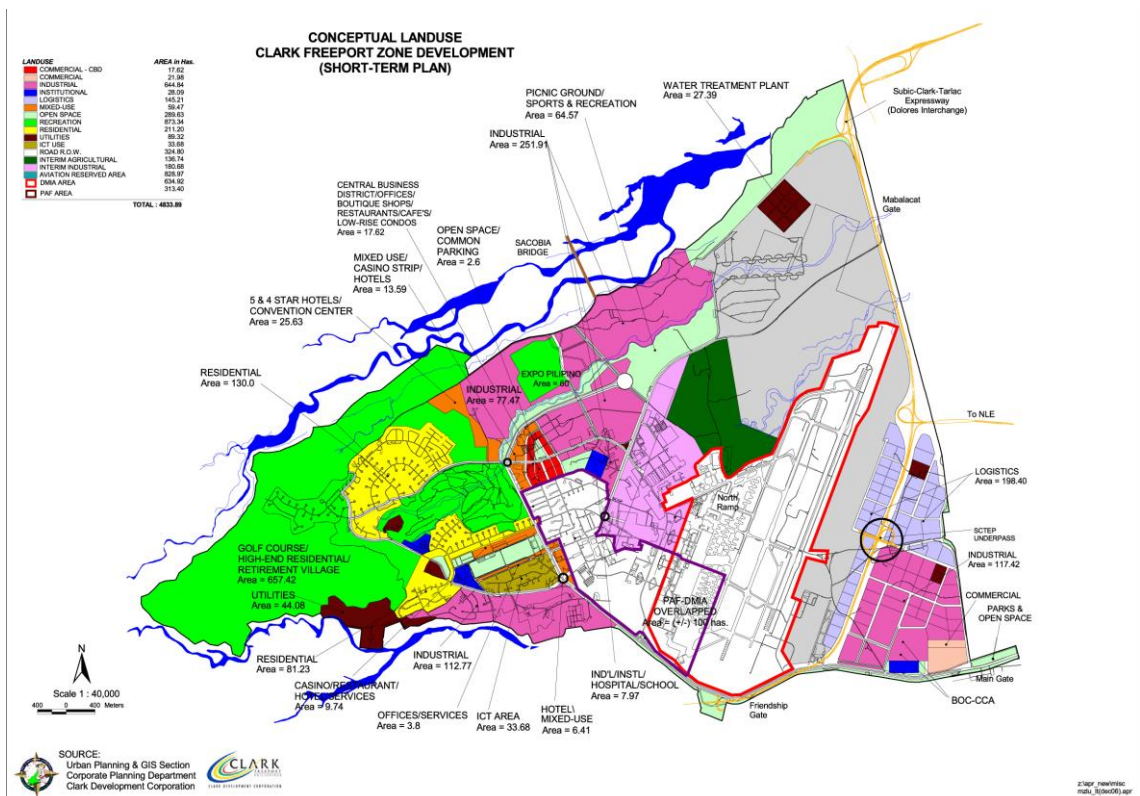 CONCEPTUAL LANDUSE
CLARK FREEPORT ZONE DEVELOPMENT
(SHORT-TERM PLAN)
LANDUSE AREA in Has.
COMMERCIAL - CBD 17.62
COMMERCIAL 21.98
INDUSTRIAL 644.84
INSTITUTIONAL 28.09
LOGISTICS 145.21
MIXED-USE 59.47
OPEN SPACE 289.63
RECREATION 873.34
RESIDENTIAL 211.20
UTILITIES 89.32
ICT USE 33.68
ROAD R.O.W. 324.80
INTERIM AGRICULTURAL 136.74
INTERIM INDUSTRIAL 180.68
AVIATION RESERVED AREA 828.97
DMIA AREA 634.92
PAF AREA 313.40
TOTAL : 4833.89
PICNIC GROUND/
SPORTS & RECREATION
Area = 64.57
WATER TREATMENT PLANT
Area = 27.39
Subic-Clark-Tarlac
Expressway
(Dolores Interchange)
INDUSTRIAL
Area = 251.91
CENTRAL BUSINESS
DISTRICT/OFFICES/
BOUTIQUE SHOPS/
RESTAURANTS/CAFE'S/
LOW-RISE CONDOS
Area = 17.62
OPEN SPACE/
COMMON
PARKING
Area = 2.6
SACOBIA
BRIDGE
Mabalacat
Gate
MIXED USE/
CASINO STRIP/
HOTELS
Area = 13.59
5 & 4 STAR HOTELS/
CONVENTION CENTER
Area = 25.63
RESIDENTIAL
Area = 130.0
INDUSTRIAL
Area = 77.47
EXPO PILIPINO
Area = 60
To NLE
LOGISTICS
Area = 198.40
North
Ramp
SCTEP
UNDERPASS
INDUSTRIAL
Area = 117.42
COMMERCIAL
PARKS &
OPEN SPACE
GOLF COURSE/
HIGH-END RESIDENTIAL/
RETIREMENT VILLAGE
Area = 657.42
UTILITIES
Area = 44.08
PAF-DMIA
OVERLAPPED
Area = (+/-) 100 has.
RESIDENTIAL
Area = 81.23
INDUSTRIAL
Area = 112.77
IND'L/INSTL/
HOSPITAL/SCHOOL
Area = 7.97
Main Gate
BOC-CCA
CASINO/RESTAURANT/
HOTEL/SERVICES
Area = 9.74
OFFICES/SERVICES
Area = 3.8
ICT AREA
Area = 33.68
HOTEL\
MIXED-USE
Area = 6.41
Friendship
Gate
N
Scale 1 : 40,000
400 0 400 Meters
SOURCE:
Urban Planning & GIS Section
Corporate Planning Department
Clark Development Corporation
CLARK
CLARK DEVELOPMENT CORPORATION